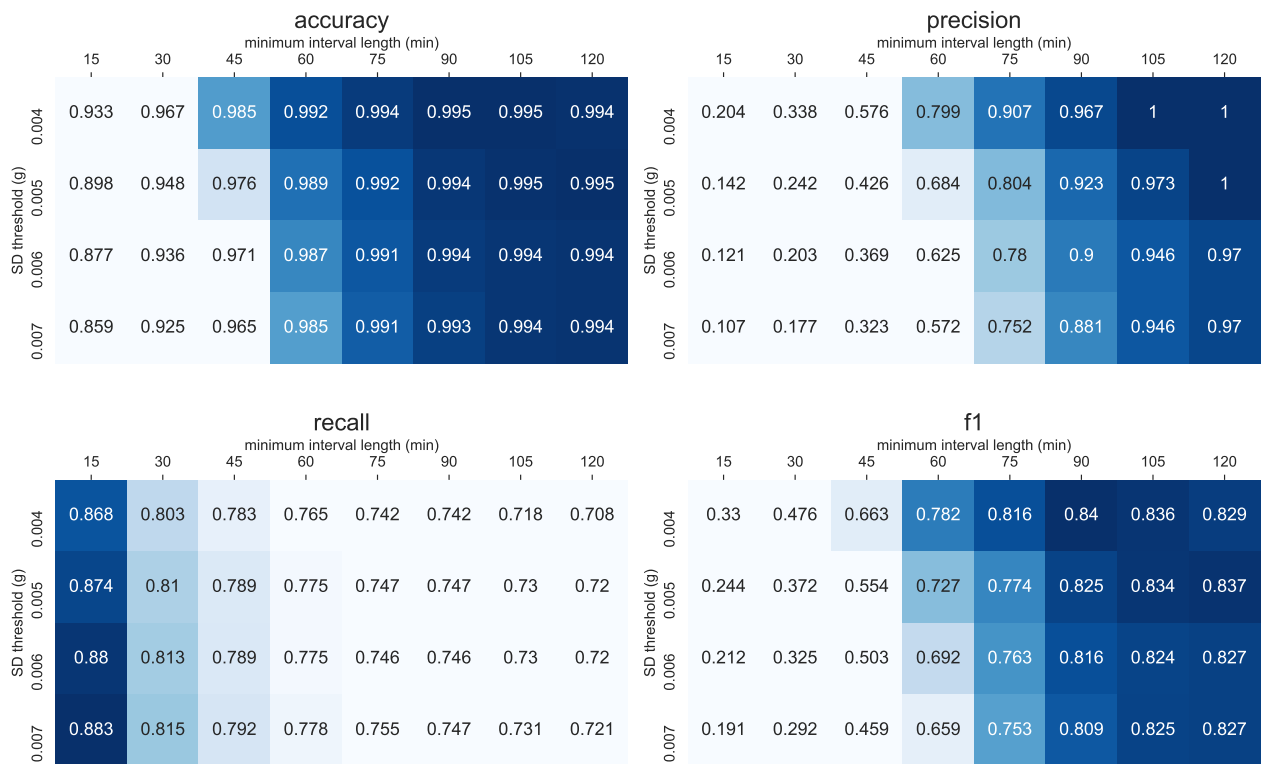 accuracy
minimum interval length (min)
15 30 45 60 75 90 105 120
SD threshold (g)
0.004 0.933 0.967 0.985 0.992 0.994 0.995 0.995 0.994
0.005 0.898 0.948 0.976 0.989 0.992 0.994 0.995 0.995
0.006 0.877 0.936 0.971 0.987 0.991 0.994 0.994 0.994
0.007 0.859 0.925 0.965 0.985 0.991 0.993 0.994 0.994
precision
minimum interval length (min)
15 30 45 60 75 90 105 120
SD threshold (g)
0.004 0.204 0.338 0.576 0.799 0.907 0.967 1 1
0.005 0.142 0.242 0.426 0.684 0.804 0.923 0.973 1
0.006 0.121 0.203 0.369 0.625 0.78 0.9 0.946 0.97
0.007 0.107 0.177 0.323 0.572 0.752 0.881 0.946 0.97
recall
minimum interval length (min)
15 30 45 60 75 90 105 120
SD threshold (g)
0.004 0.868 0.803 0.783 0.765 0.742 0.742 0.718 0.708
0.005 0.874 0.81 0.789 0.775 0.747 0.747 0.73 0.72
0.006 0.88 0.813 0.789 0.775 0.746 0.746 0.73 0.72
0.007 0.883 0.815 0.792 0.778 0.755 0.747 0.731 0.721
f1
minimum interval length (min)
15 30 45 60 75 90 105 120
SD threshold (g)
0.004 0.33 0.476 0.663 0.782 0.816 0.84 0.836 0.829
0.005 0.244 0.372 0.554 0.727 0.774 0.825 0.834 0.837
0.006 0.212 0.325 0.503 0.692 0.763 0.816 0.824 0.827
0.007 0.191 0.292 0.459 0.659 0.753 0.809 0.825 0.827